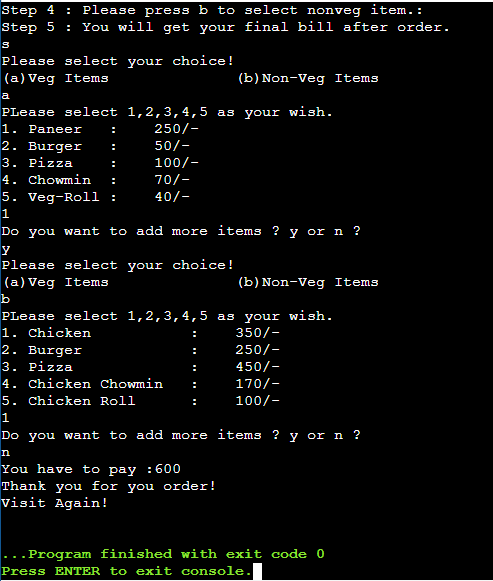 Step 4 : Please press b to select nonveg item.:
Step 5 : You will get your final bill after order.
s
Please select your choice!
(a)Veg Items                (b)Non-Veg Items
a
PLease select 1,2,3,4,5 as your wish.
1. Paneer   :     250/-
2. Burger   :     50/-
3. Pizza    :     100/-
4. Chowmin  :     70/-
5. Veg-Roll :     40/-
1
Do you want to add more items ? y or n ?
y
Please select your choice!
(a)Veg Items                (b)Non-Veg Items
b
PLease select 1,2,3,4,5 as your wish.
1. Chicken             :     350/-
2. Burger              :     250/-
3. Pizza               :     450/-
4. Chicken Chowmin     :     170/-
5. Chicken Roll        :     100/-
1
Do you want to add more items ? y or n ?
n
You have to pay :600
Thank you for you order!
Visit Again!
...Program finished with exit code 0
Press ENTER to exit console.